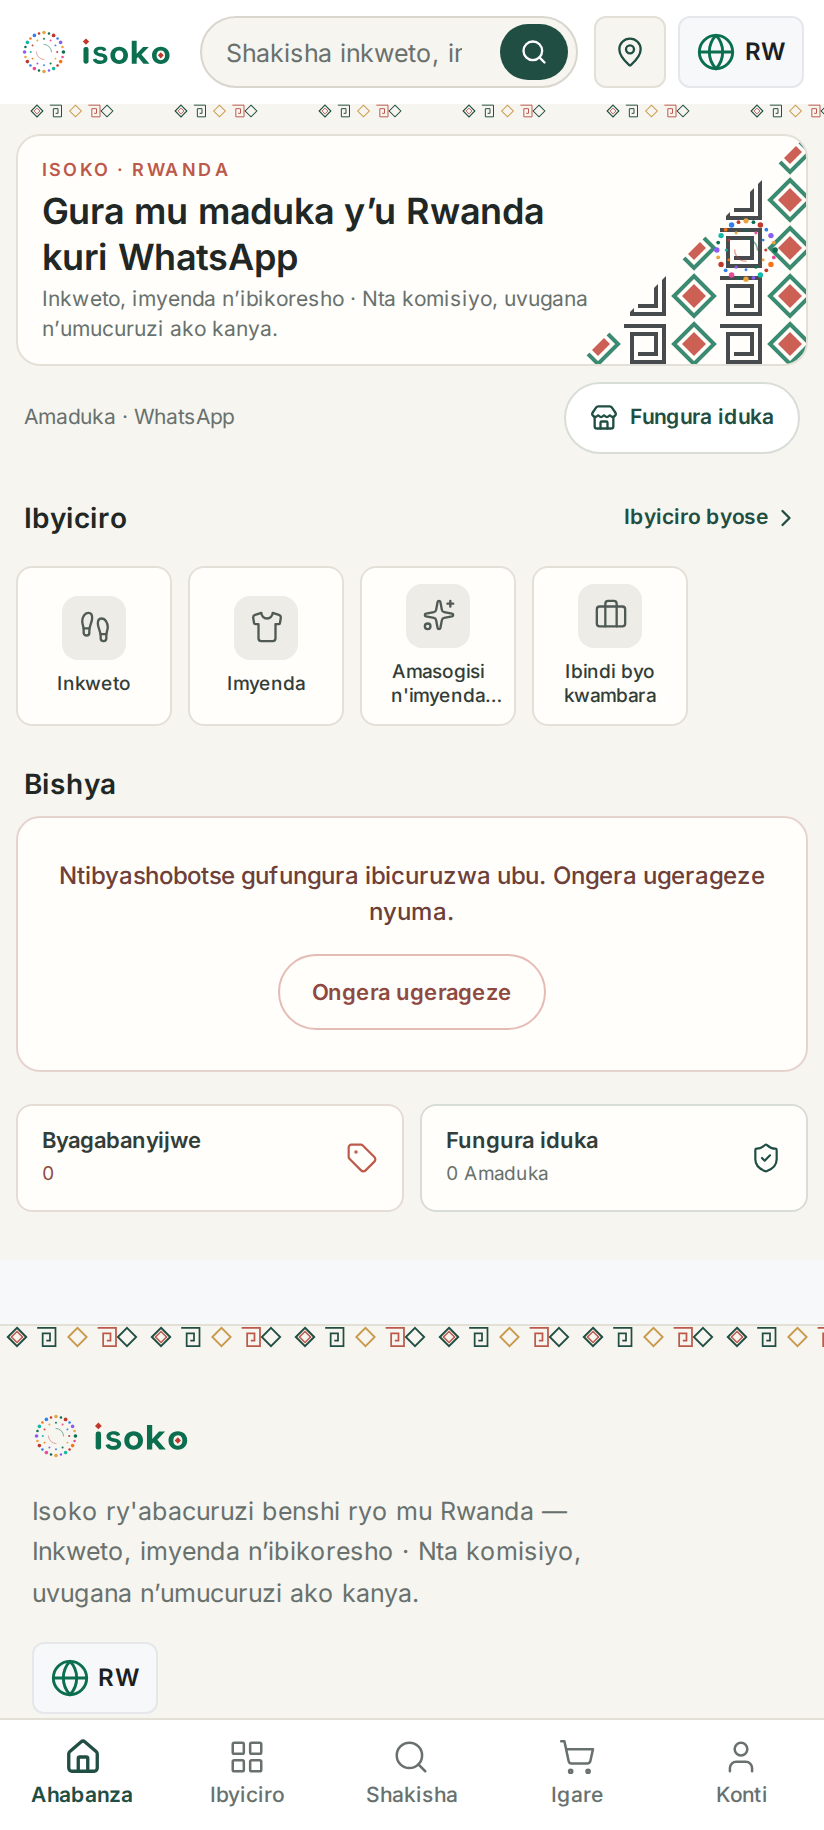 isoko
Shakisha inkweto, ir
RW
ISOKO · RWANDA
Gura mu maduka y’u Rwanda
kuri WhatsApp
Inkweto, imyenda n’ibikoresho · Nta komisiyo, uvugana
n’umucuruzi ako kanya.
Amaduka · WhatsApp
Fungura iduka
Ibyiciro
Ibyiciro byose
Inkweto
Imyenda
Amasogisi
n'imyenda...
Ibindi byo
kwambara
Bishya
Ntibyashobotse gufungura ibicuruzwa ubu. Ongera ugerageze
nyuma.
Ongera ugerageze
Byagabanyijwe
0
Fungura iduka
0 Amaduka
isoko
Isoko ry'abacuruzi benshi ryo mu Rwanda —
Inkweto, imyenda n’ibikoresho · Nta komisiyo,
uvugana n’umucuruzi ako kanya.
RW
Ahabanza
Ibyiciro
Shakisha
Igare
Konti